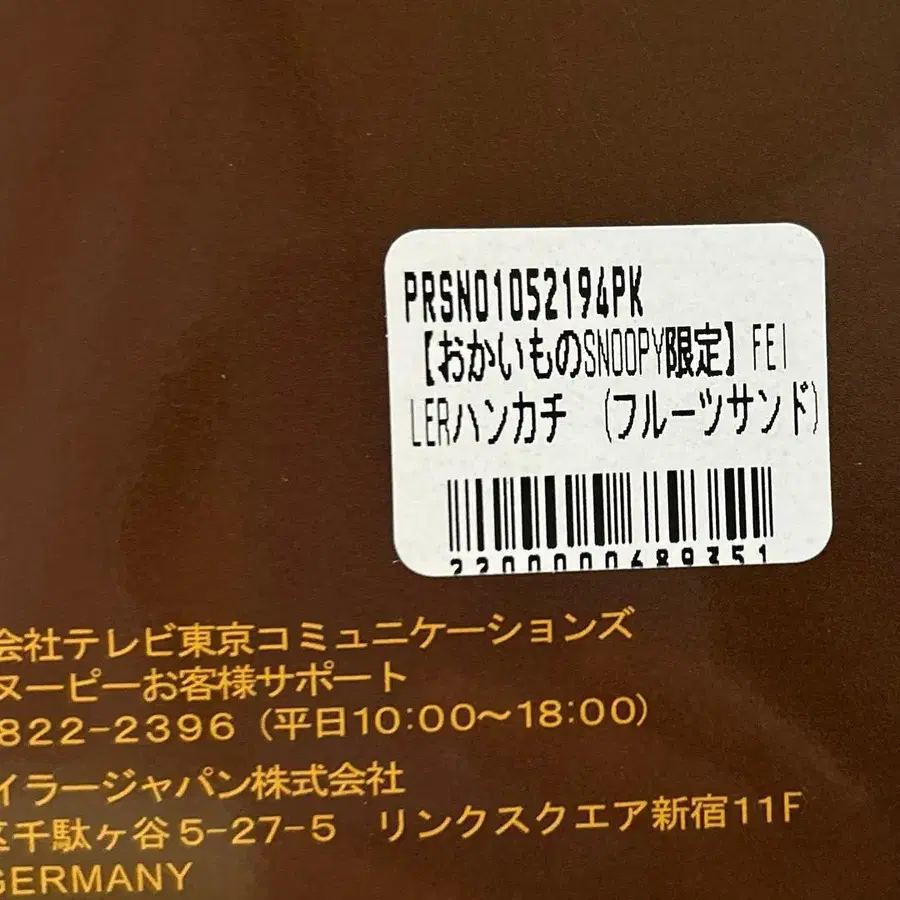 PRSN01052194PK
【おかいものSNOOPY限定】FEI
LERハンカチ (フルーツサンド)
2200000689351
会社テレビ東京コミュニケーションズ
ヌーピーお客様サポート
822-2396 (平日10:00〜18:00)
イラージャパン株式会社
区千駄ヶ谷5-27-5 リンクスクエア新宿11F
GERMANY